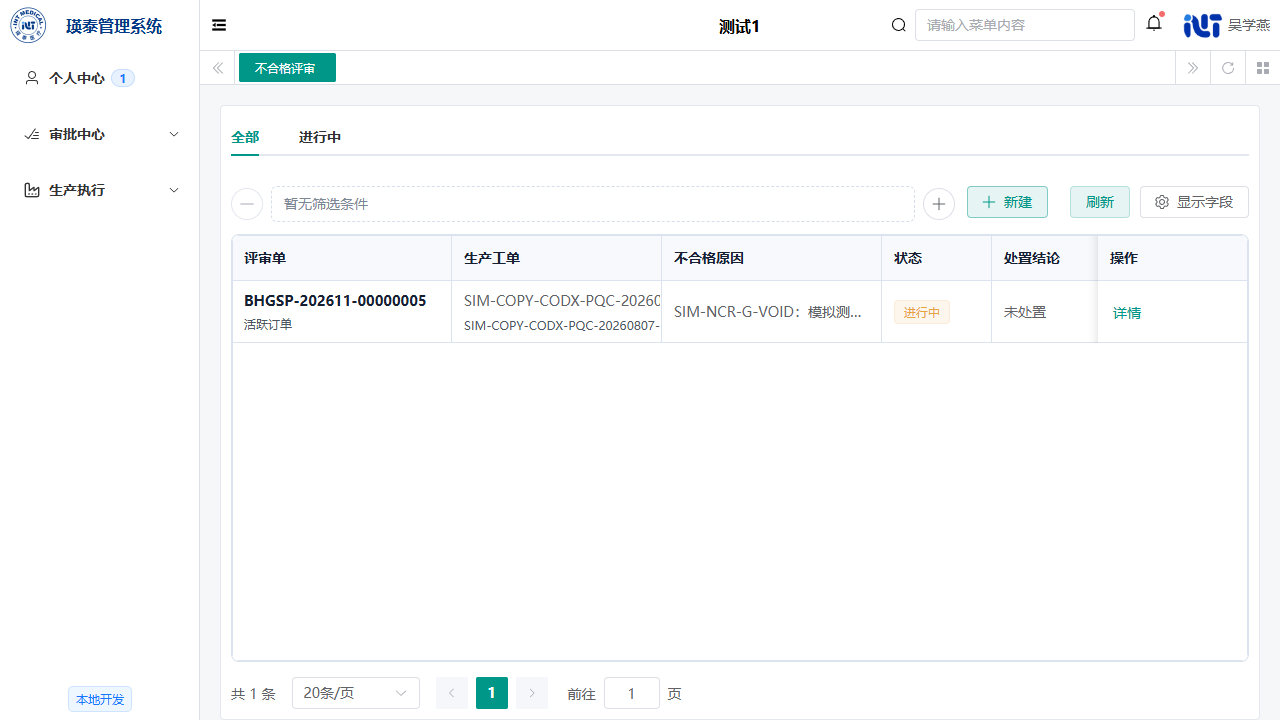 INT MEDICAL
瑛泰医疗
瑛泰管理系统
测试1
请输入菜单内容
吴学燕
个人中心 1
不合格评审
审批中心
生产执行
全部
进行中
暂无筛选条件
新建
刷新
显示字段
评审单
生产工单
不合格原因
状态
处置结论
操作
BHGSP-202611-00000005
活跃订单
SIM-COPY-CODX-PQC-20260
SIM-COPY-CODX-PQC-20260807-
SIM-NCR-G-VOID：模拟测...
进行中
未处置
详情
共 1 条
20条/页
1
前往
1
页
本地开发